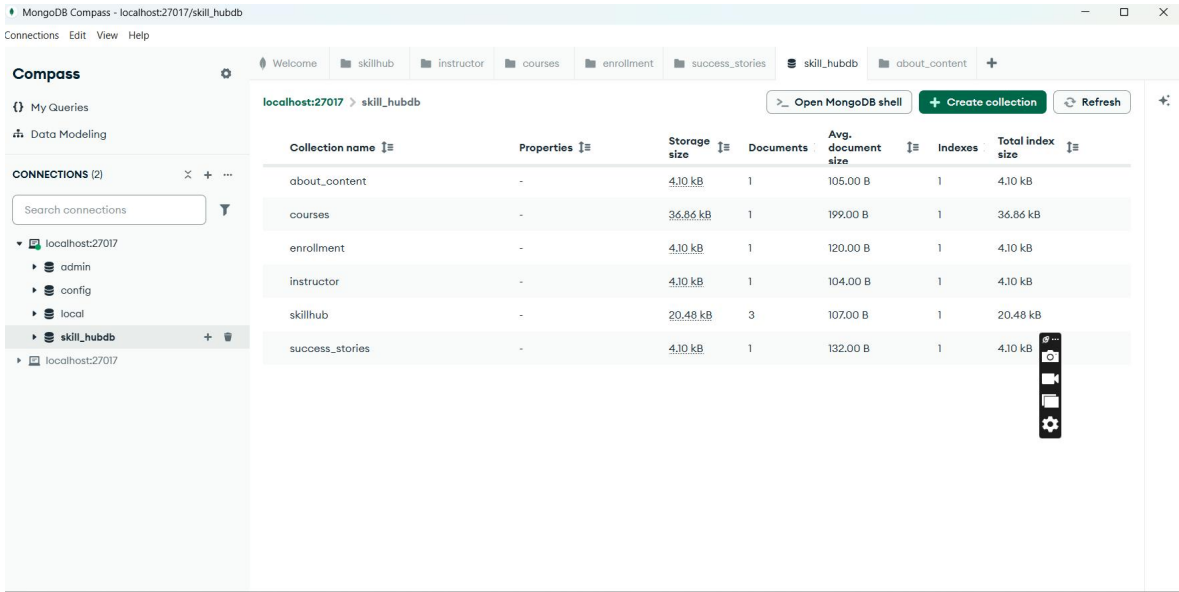 MongoDB Compass - localhost:27017/skill_hubdb
Connections Edit View Help
Compass
My Queries
Data Modeling
CONNECTIONS (2)
Search connections
localhost:27017
admin
config
local
skill_hubdb
localhost:27017
Welcome skillhub instructor courses enrollment success_stories skill_hubdb about_content
localhost:27017 > skill_hubdb
>_ Open MongoDB shell + Create collection Refresh
Collection name Properties Storage size Documents Avg. document size Indexes Total index size
about_content - 4.10 kB 1 105.00 B 1 4.10 kB
courses - 36.86 kB 1 199.00 B 1 36.86 kB
enrollment - 4.10 kB 1 120.00 B 1 4.10 kB
instructor - 4.10 kB 1 104.00 B 1 4.10 kB
skillhub - 20.48 kB 3 107.00 B 1 20.48 kB
success_stories - 4.10 kB 1 132.00 B 1 4.10 kB